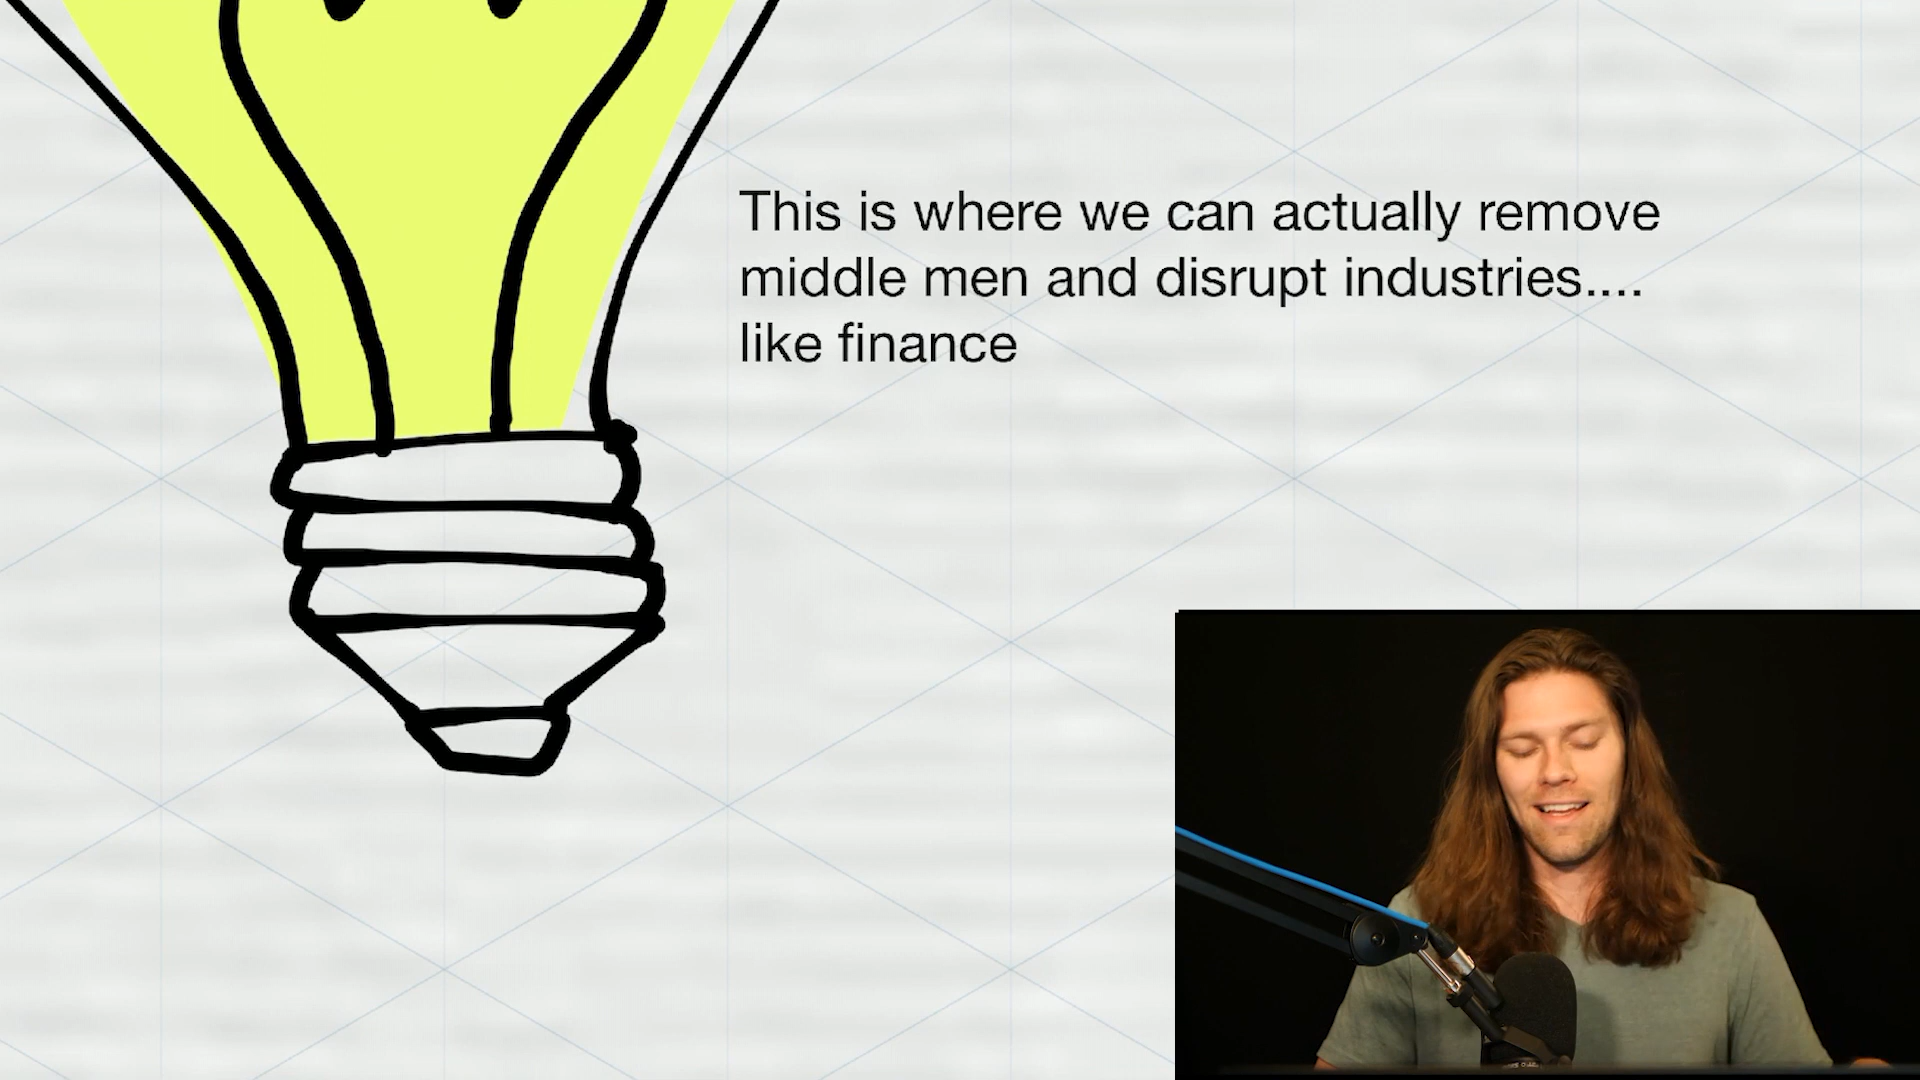 This is where we can actually remove
middle men and disrupt industries....
like finance